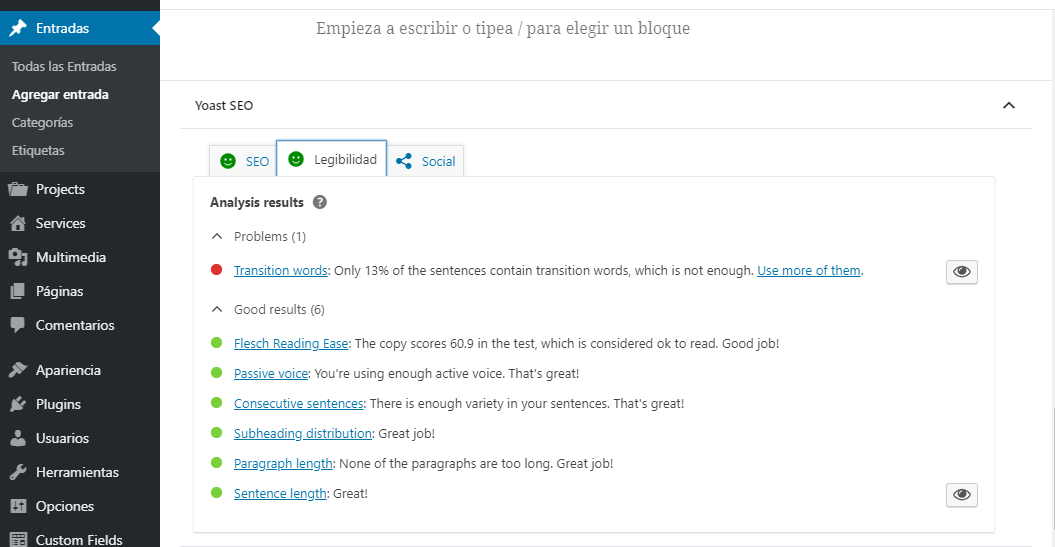 Entradas
Todas las Entradas
Agregar entrada
Categorías
Etiquetas
Projects
Services
Multimedia
Páginas
Comentarios
Apariencia
Plugins
Usuarios
Herramientas
Opciones
Custom Fields
Empieza a escribir o tipea / para elegir un bloque
Yoast SEO
SEO
Legibilidad
Social
Analysis results ?
Problems (1)
Transition words: Only 13% of the sentences contain transition words, which is not enough. Use more of them.
Good results (6)
Flesch Reading Ease: The copy scores 60.9 in the test, which is considered ok to read. Good job!
Passive voice: You're using enough active voice. That's great!
Consecutive sentences: There is enough variety in your sentences. That's great!
Subheading distribution: Great job!
Paragraph length: None of the paragraphs are too long. Great job!
Sentence length: Great!